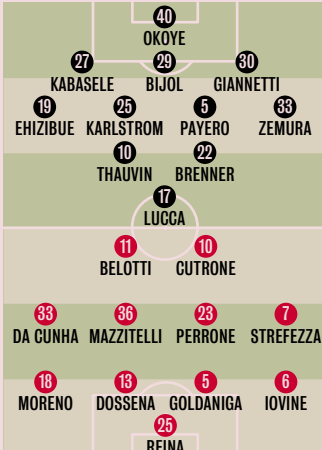 40
OKOYE
27 29 30
KABASELE BIJOL GIANNETTI
19 25 5 33
EHIZIBUE KARLSTROM PAYERO ZEMURA
10 22
THAUVIN BRENNER
17
LUCCA
11 10
BELOTTI CUTRONE
33 36 23 7
DA CUNHA MAZZITELLI PERRONE STREFEZZA
18 13 5 6
MORENO DOSSENA GOLDANIGA IOVINE
25
REINA